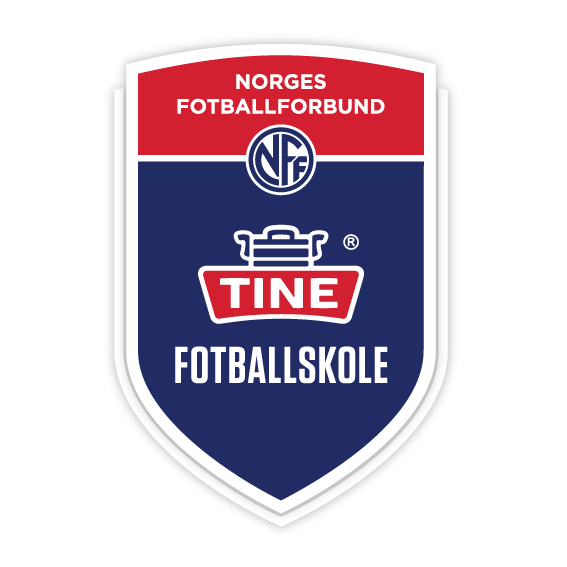 NORGES
FOTBALLFORBUND
NFF
®
TINE
FOTBALLSKOLE